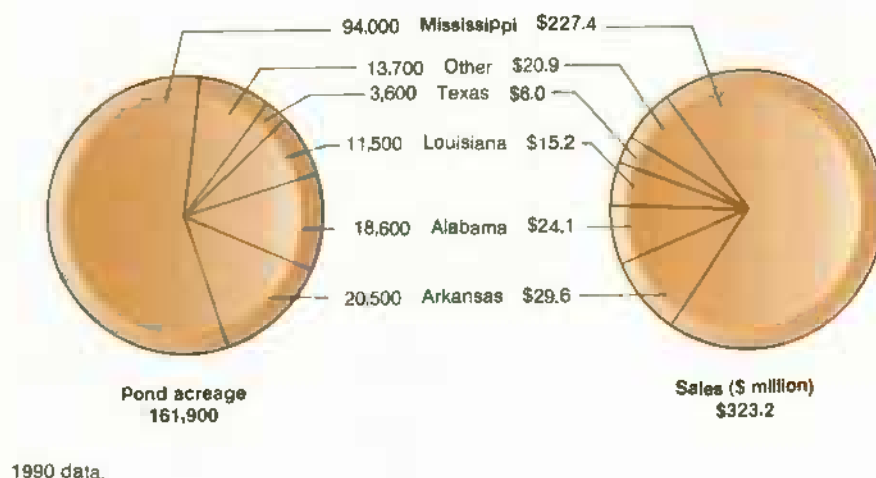 94,000 Mississippi $227.4
13,700 Other $20.9
3,600 Texas $6.0
11,500 Louisiana $15.2
18,600 Alabama $24.1
20,500 Arkansas $29.6
Pond acreage
161,900
Sales ($ million)
$323.2
1990 data.